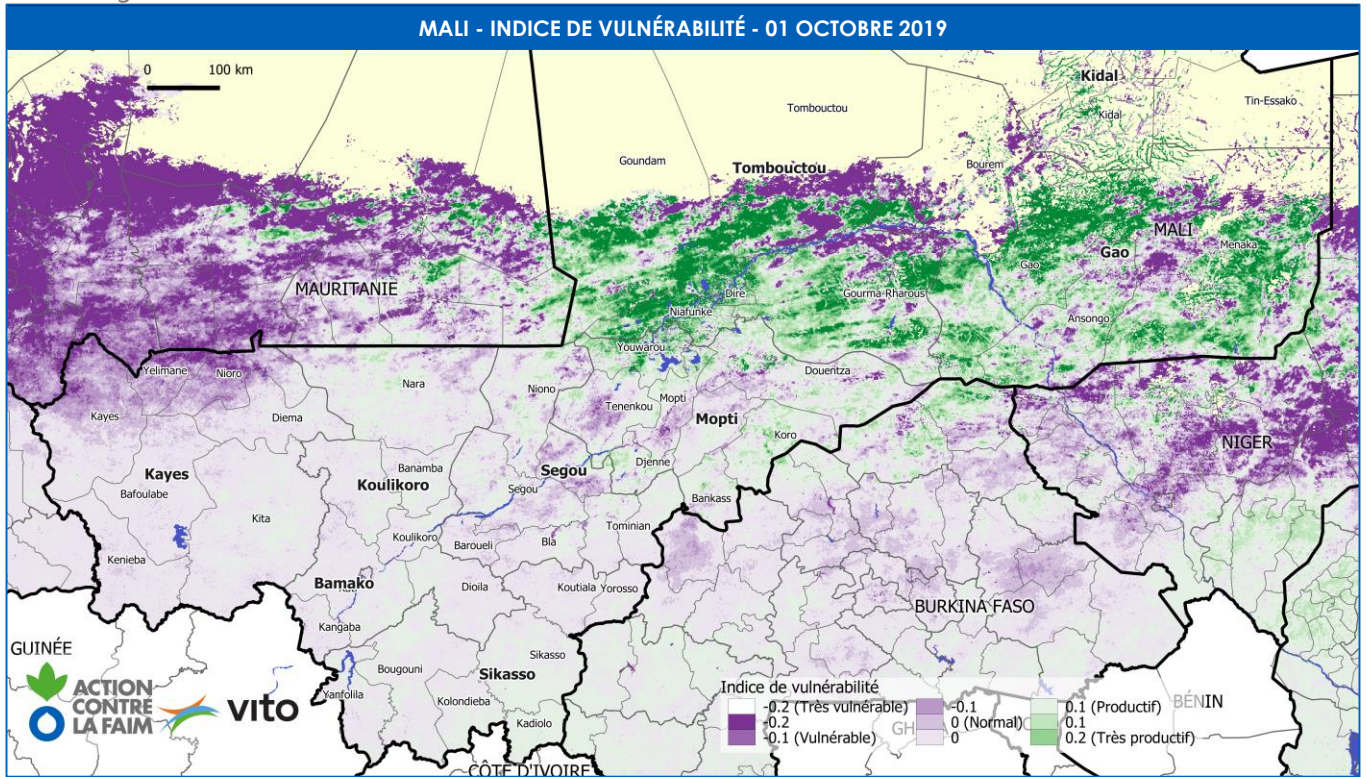 MALI - INDICE DE VULNÉRABILITÉ - 01 OCTOBRE 2019
0 100 km
Kidal
Tombouctou
Tin-Essako
Kidal
Goundam
Tombouctou
Bourem
MALI
Gao
Menaka
Gao
MAURITANIE
Dire
Gourma-Rharous
Niafunke
Ansongo
Youwarou
Yelimane
Nioro
Douentza
Nara
Niono
Mopti
Tenenkou
Kayes
Diema
Mopti
Koro
NIGER
Djenne
Kayes
Banamba
Segou
Koulikoro
Bafoulabe
Segou
Bankass
Kita
Tominian
Koulikoro
Baroueli
Bla
Kenieba
Bamako
Dioila
Koutiala
Yorosso
Kangaba
BURKINA FASO
GUINÉE
Sikasso
Bougouni
Sikasso
Yanfolila
Kolondieba
Kadiolo
BÉNIN
CÔTE D'IVOIRE
ACTION
CONTRE
LA FAIM
vito
Indice de vulnérabilité
-0.2 (Très vulnérable)
-0.2
-0.1 (Vulnérable)
-0.1
0 (Normal)
0
0.1 (Productif)
0.1
0.2 (Très productif)